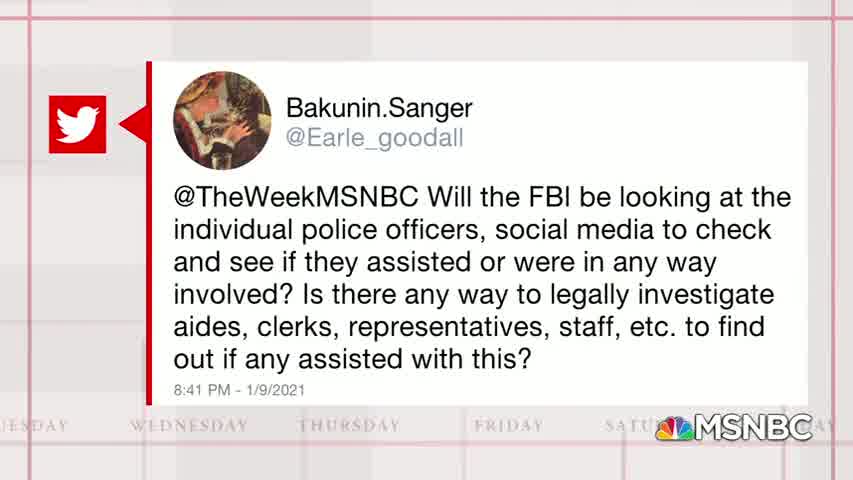 Bakunin.Sanger
@Earle_goodall
@TheWeekMSNBC Will the FBI be looking at the
individual police officers, social media to check
and see if they assisted or were in any way
involved? Is there any way to legally investigate
aides, clerks, representatives, staff, etc. to find
out if any assisted with this?
8:41 PM - 1/9/2021
UESDAY WEDNESDAY THURSDAY FRIDAY SATU AY
MSNBC